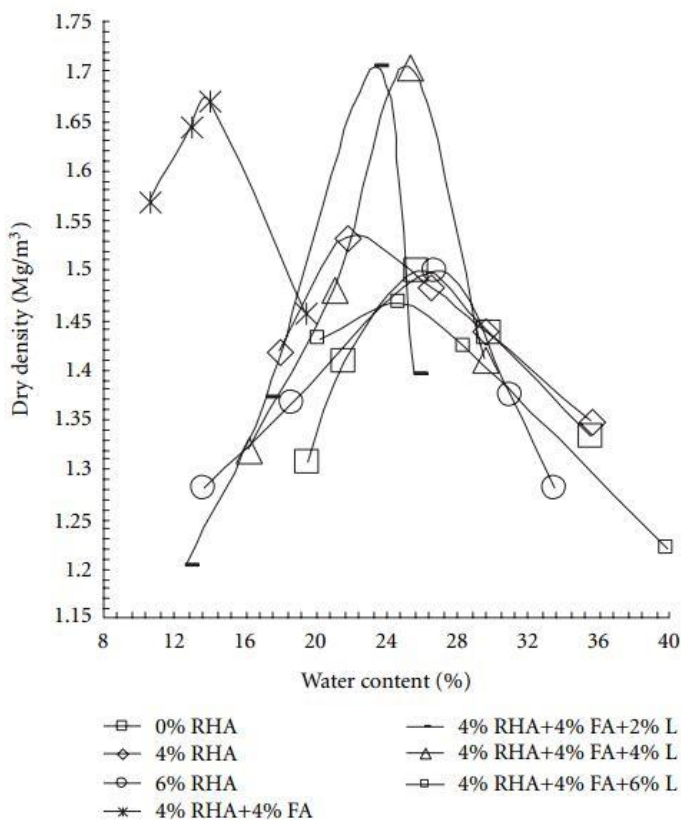 1.75
1.7
1.65
1.6
1.55
1.5
1.45
1.4
1.35
1.3
1.25
1.2
1.15
Dry density (Mg/m³)
8 12 16 20 24 28 32 36 40
Water content (%)
0% RHA
4% RHA
6% RHA
4% RHA+4% FA
4% RHA+4% FA+2% L
4% RHA+4% FA+4% L
4% RHA+4% FA+6% L